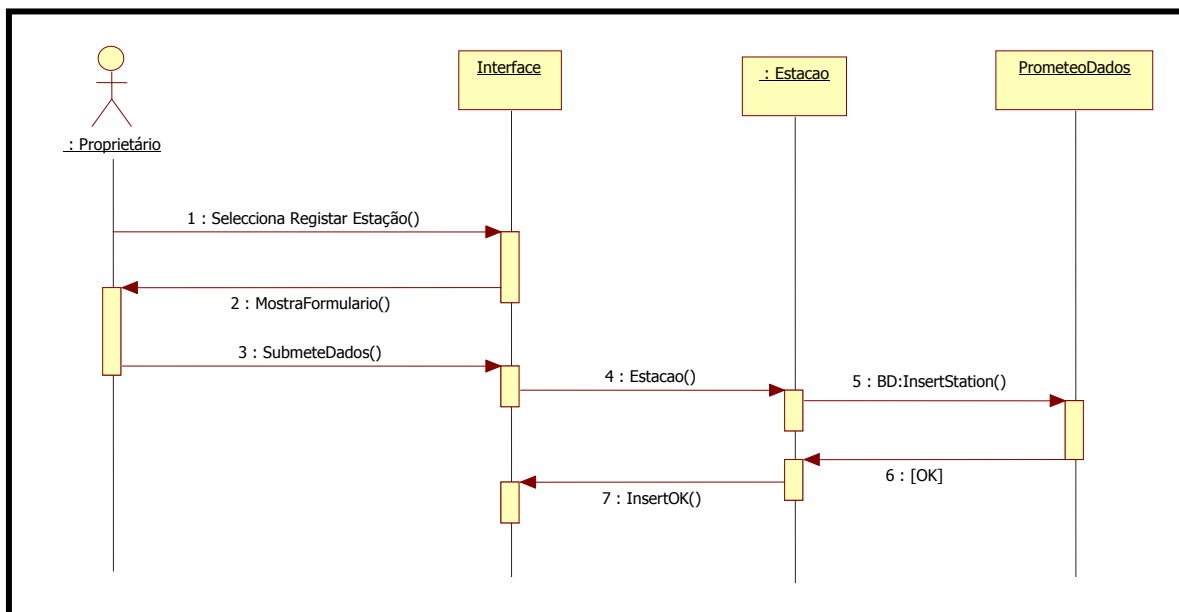 Interface
: Estacao
PrometeoDados
: Proprietário
1 : Selecciona Registar Estação()
2 : MostraFormulario()
3 : SubmeteDados()
4 : Estacao()
5 : BD:InsertStation()
6 : [OK]
7 : InsertOK()